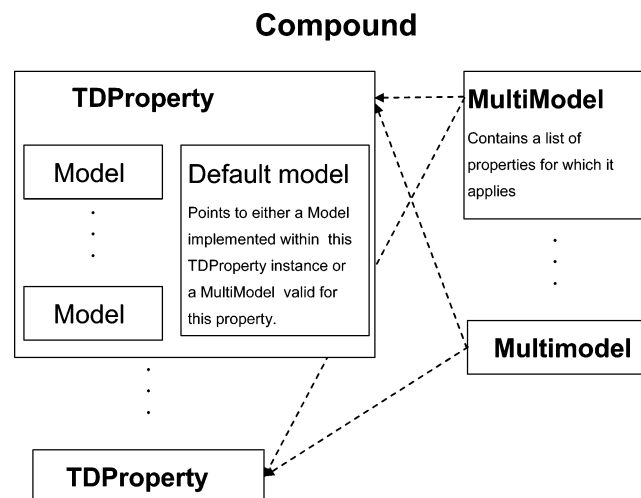 Compound
TDProperty
Model
Model
Default model
Points to either a Model
implemented within this
TDProperty instance or
a MultiModel valid for
this property.
MultiModel
Contains a list of
properties for which it
applies
Multimodel
TDProperty